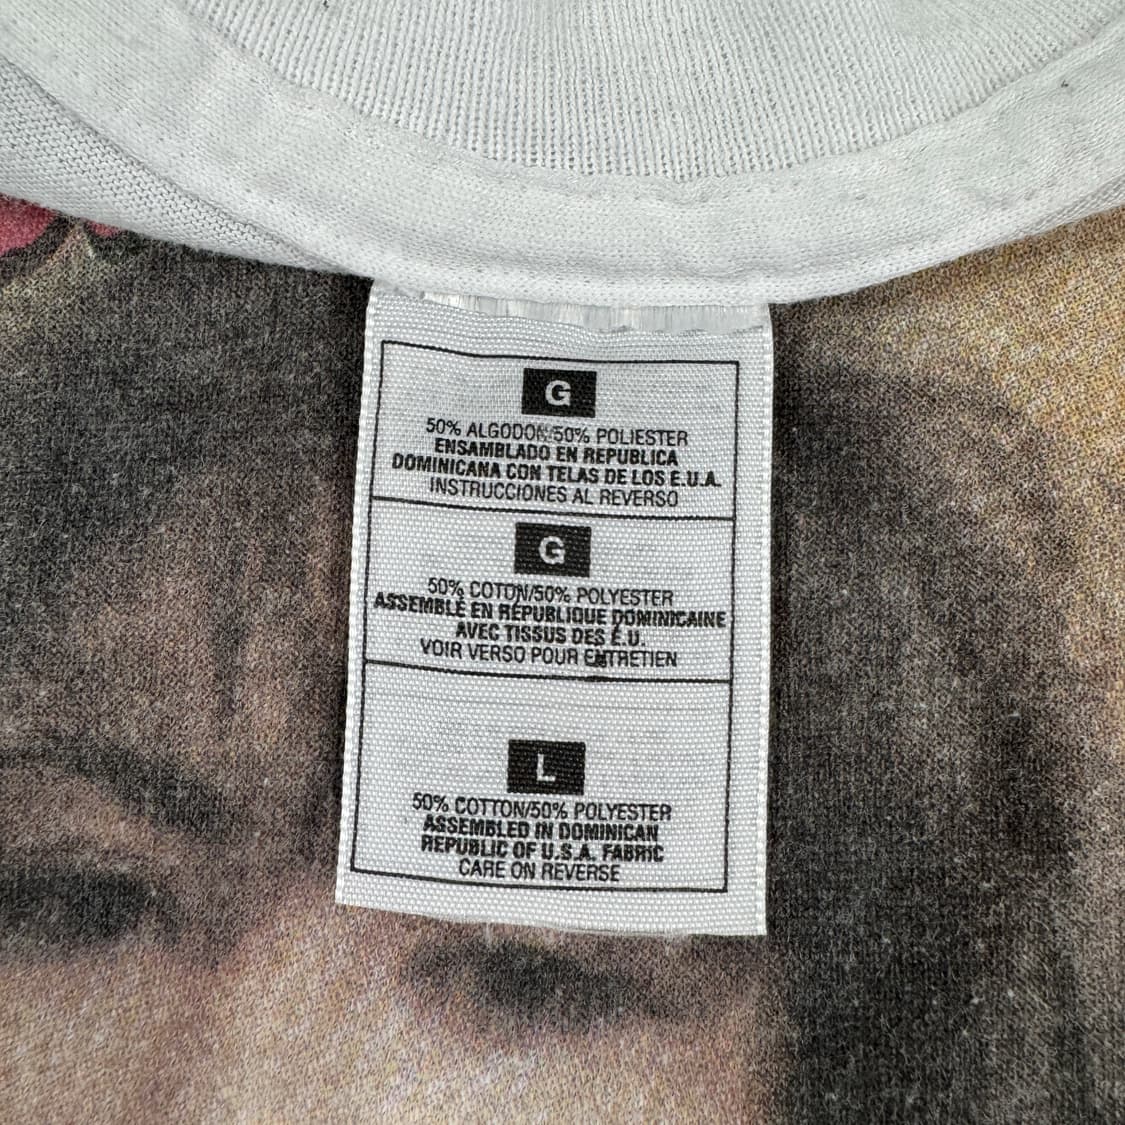 G
50% ALGODON/50% POLIESTER
ENSAMBLADO EN REPUBLICA
DOMINICANA CON TELAS DE LOS E.U.A.
INSTRUCCIONES AL REVERSO
G
50% COTON/50% POLYESTER
ASSEMBLÉ EN RÉPUBLIQUE DOMINICAINE
AVEC TISSUS DES É.U.
VOIR VERSO POUR ENTRETIEN
L
50% COTTON/50% POLYESTER
ASSEMBLED IN DOMINICAN
REPUBLIC OF U.S.A. FABRIC
CARE ON REVERSE